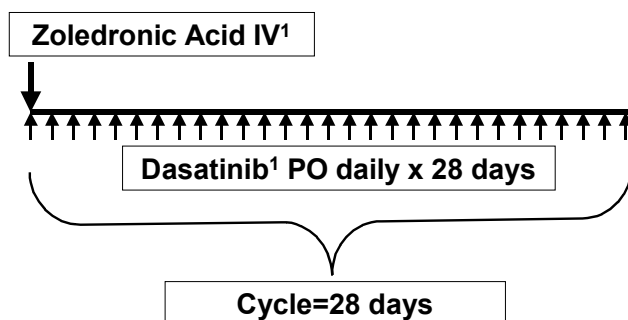 Zoledronic Acid IV¹
Dasatinib¹ PO daily x 28 days
Cycle=28 days